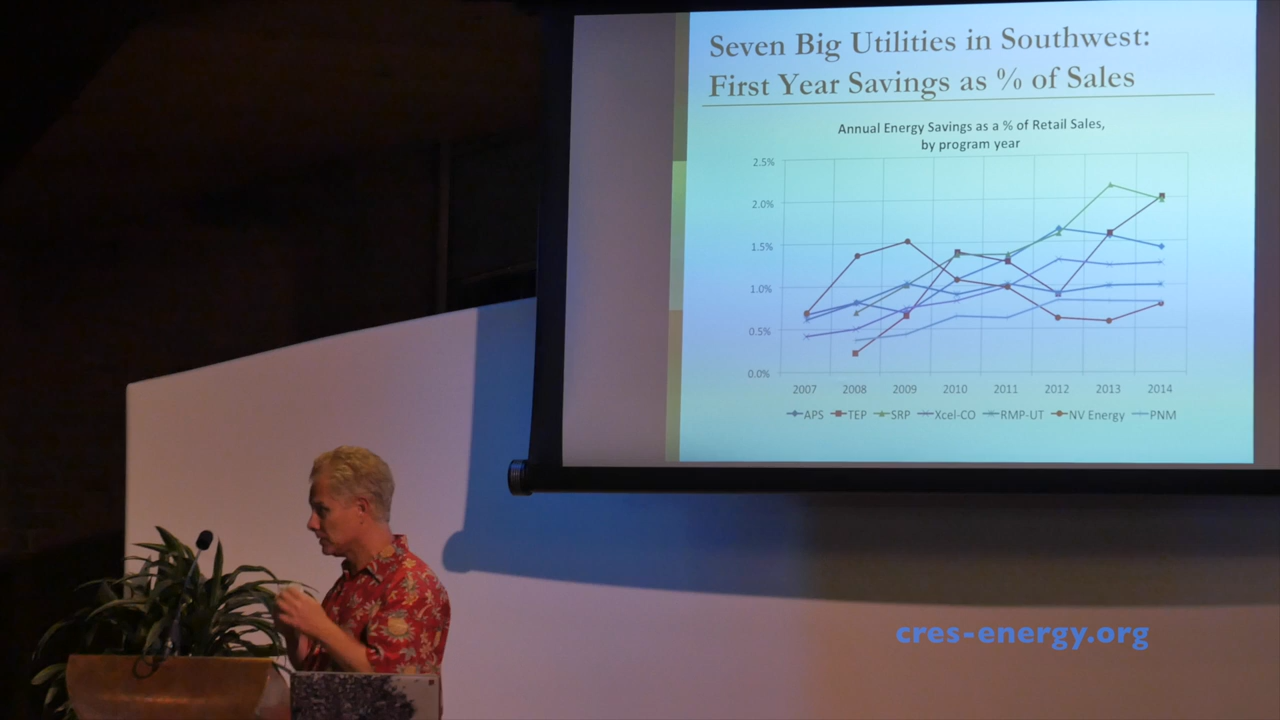 Seven Big Utilities in Southwest:
First Year Savings as % of Sales
Annual Energy Savings as a % of Retail Sales,
by program year
2.5%
2.0%
1.5%
1.0%
0.5%
0.0%
2007 2008 2009 2010 2011 2012 2013 2014
APS TEP SRP Xcel-CO RMP-UT NV Energy PNM
cres-energy.org